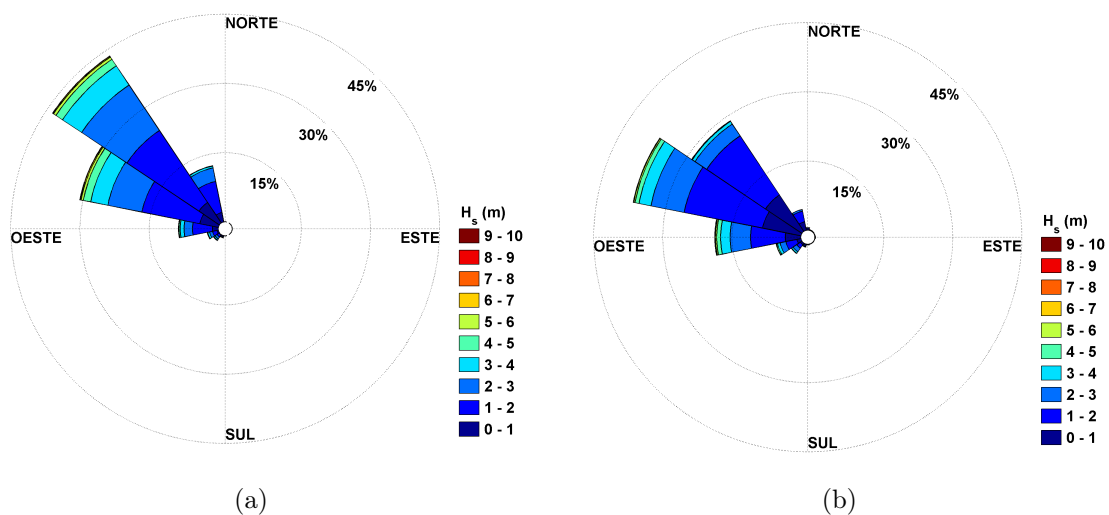 NORTE
45%
30%
15%
OESTE
ESTE
SUL
H_s (m)
9 - 10
8 - 9
7 - 8
6 - 7
5 - 6
4 - 5
3 - 4
2 - 3
1 - 2
0 - 1
(a)
NORTE
45%
30%
15%
OESTE
ESTE
SUL
H_s (m)
9 - 10
8 - 9
7 - 8
6 - 7
5 - 6
4 - 5
3 - 4
2 - 3
1 - 2
0 - 1
(b)